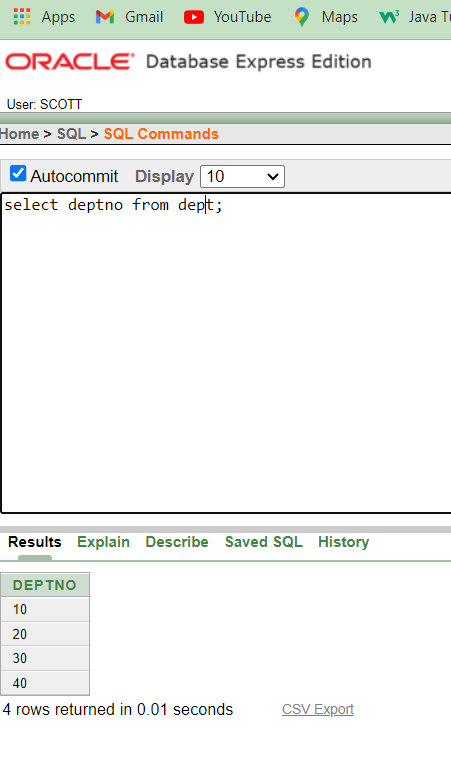 Apps Gmail YouTube Maps Java
ORACLE Database Express Edition
User: SCOTT
Home > SQL > SQL Commands
Autocommit Display 10
select deptno from dept;
Results Explain Describe Saved SQL History
DEPTNO
10
20
30
40
4 rows returned in 0.01 seconds CSV Export